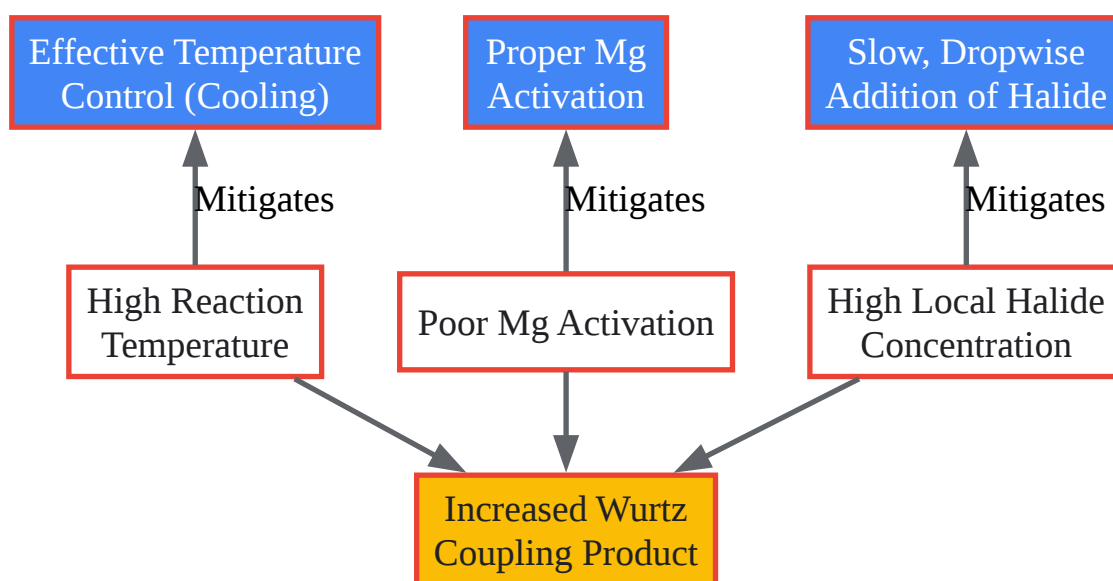 Effective Temperature
Control (Cooling)
Proper Mg
Activation
Slow, Dropwise
Addition of Halide
Mitigates
Mitigates
Mitigates
High Reaction
Temperature
Poor Mg Activation
High Local Halide
Concentration
Increased Wurtz
Coupling Product